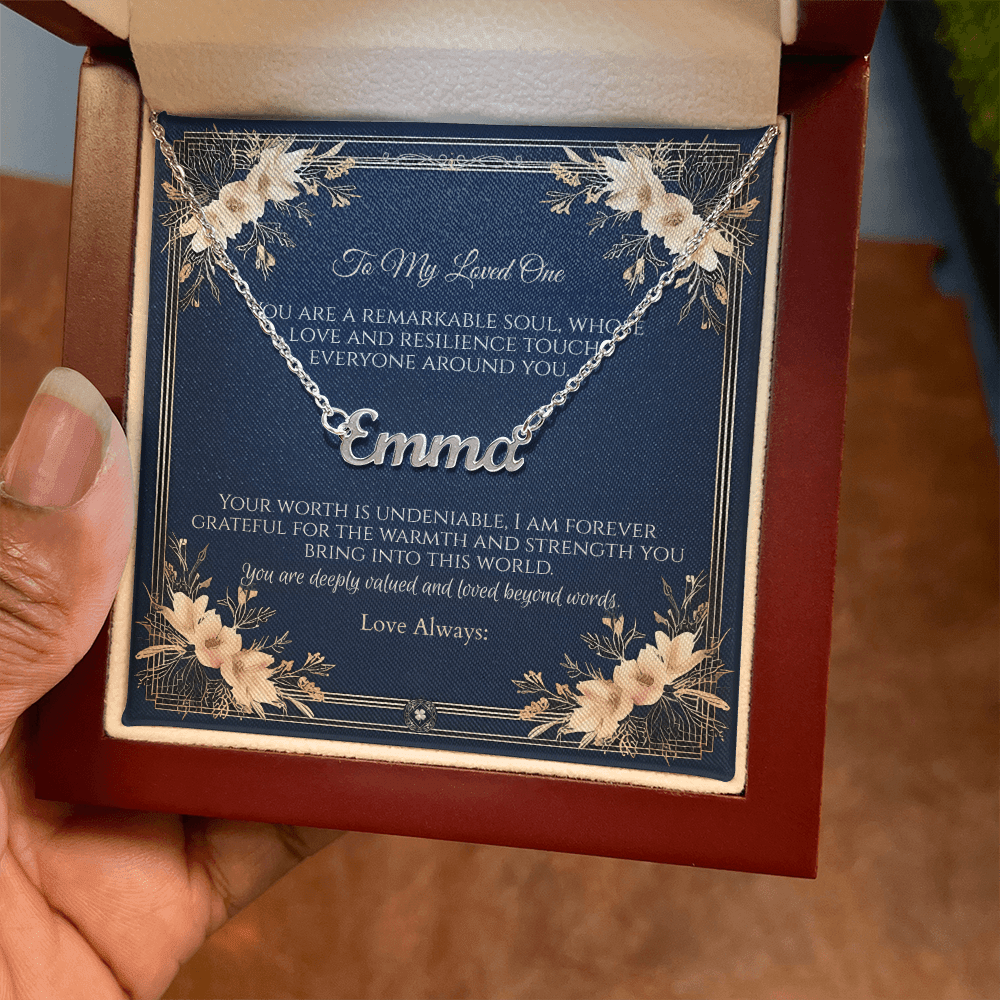 To My Loved One
You are a remarkable soul, whose
love and resilience touch
everyone around you.
Emma
Your worth is undeniable, I am forever
grateful for the warmth and strength you
bring into this world.
You are deeply valued and loved beyond words.
Love Always: